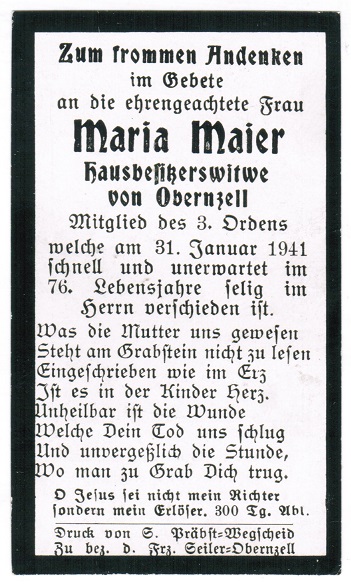 Zum frommen Andenken
im Gebete
an die ehrengeachtete Frau
Maria Maier
Hausbesitzerswitwe
von Obernzell
Mitglied des 3. Ordens
welche am 31. Januar 1941
schnell und unerwartet im
76. Lebensjahre selig im
Herrn verschieden ist.
Was die Mutter uns gewesen
Steht am Grabstein nicht zu lesen
Eingeschrieben wie im Erz
Ist es in der Kinder Herz.
Unheilbar ist die Wunde
Welche Dein Tod uns schlug
Und unvergeßlich die Stunde,
Wo man zu Grab Dich trug.
O Jesus sei nicht mein Richter
sondern mein Erlöser. 300 Tg. Abl.
Druck von S. Präbst-Wegscheid
Zu bez. d. Frz. Seiler-Obernzell